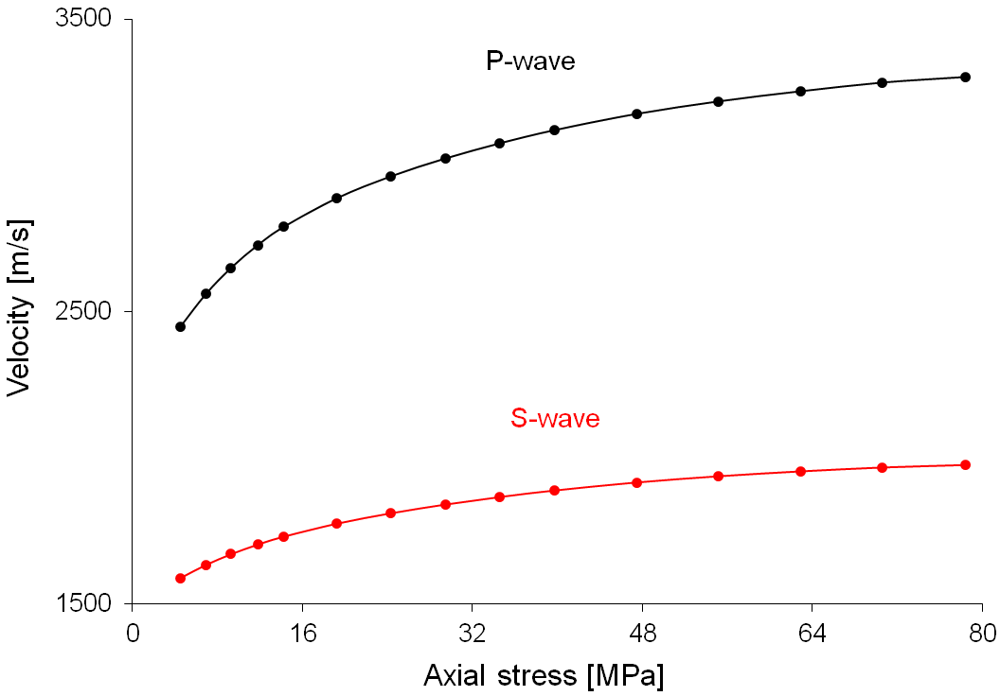 3500
P-wave
2500
Velocity [m/s]
S-wave
1500
0 16 32 48 64 80
Axial stress [MPa]